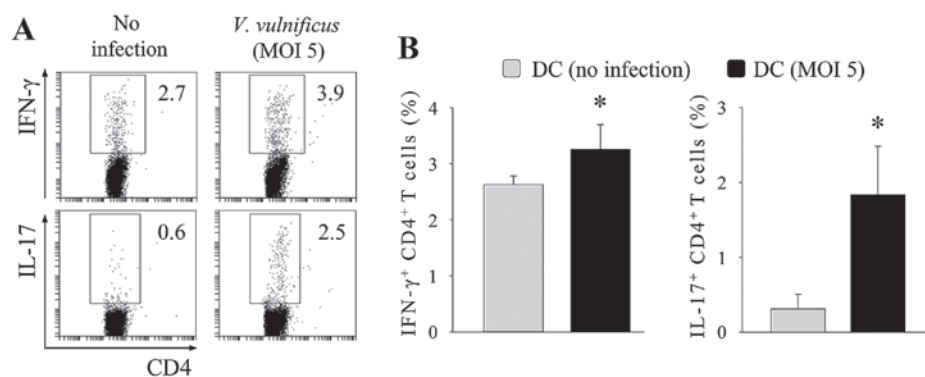 A
No infection
V. vulnificus (MOI 5)
IFN-γ
2.7
3.9
IL-17
0.6
2.5
CD4
B
DC (no infection)
DC (MOI 5)
IFN-γ⁺ CD4⁺ T cells (%)
4
3
2
1
0
*
IL-17⁺ CD4⁺ T cells (%)
3
2
1
0
*